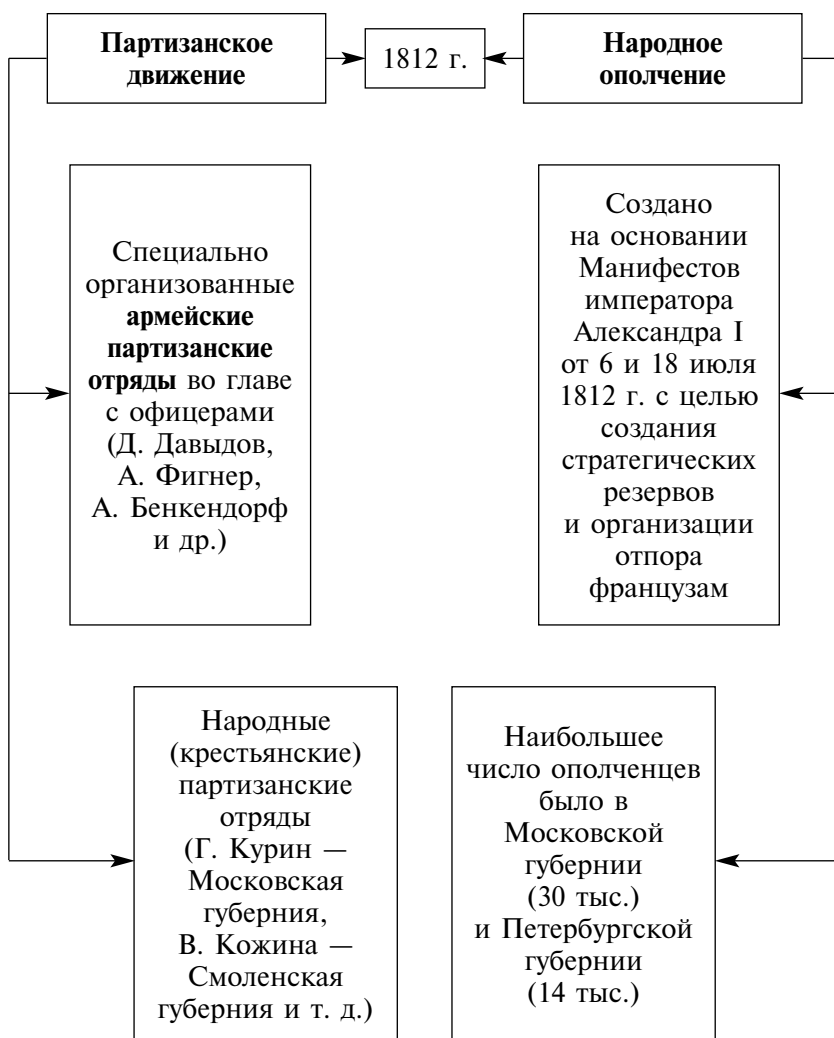 Партизанское
движение
1812 г.
Народное
ополчение
Специально
организованные
армейские
партизанские
отряды во главе
с офицерами
(Д. Давыдов,
А. Фигнер,
А. Бенкендорф
и др.)
Создано
на основании
Манифестов
императора
Александра I
от 6 и 18 июля
1812 г. с целью
создания
стратегических
резервов
и организации
отпора
французам
Народные
(крестьянские)
партизанские
отряды
(Г. Курин —
Московская
губерния,
В. Кожина —
Смоленская
губерния и т. д.)
Наибольшее
число ополченцев
было в
Московской
губернии
(30 тыс.)
и Петербургской
губернии
(14 тыс.)